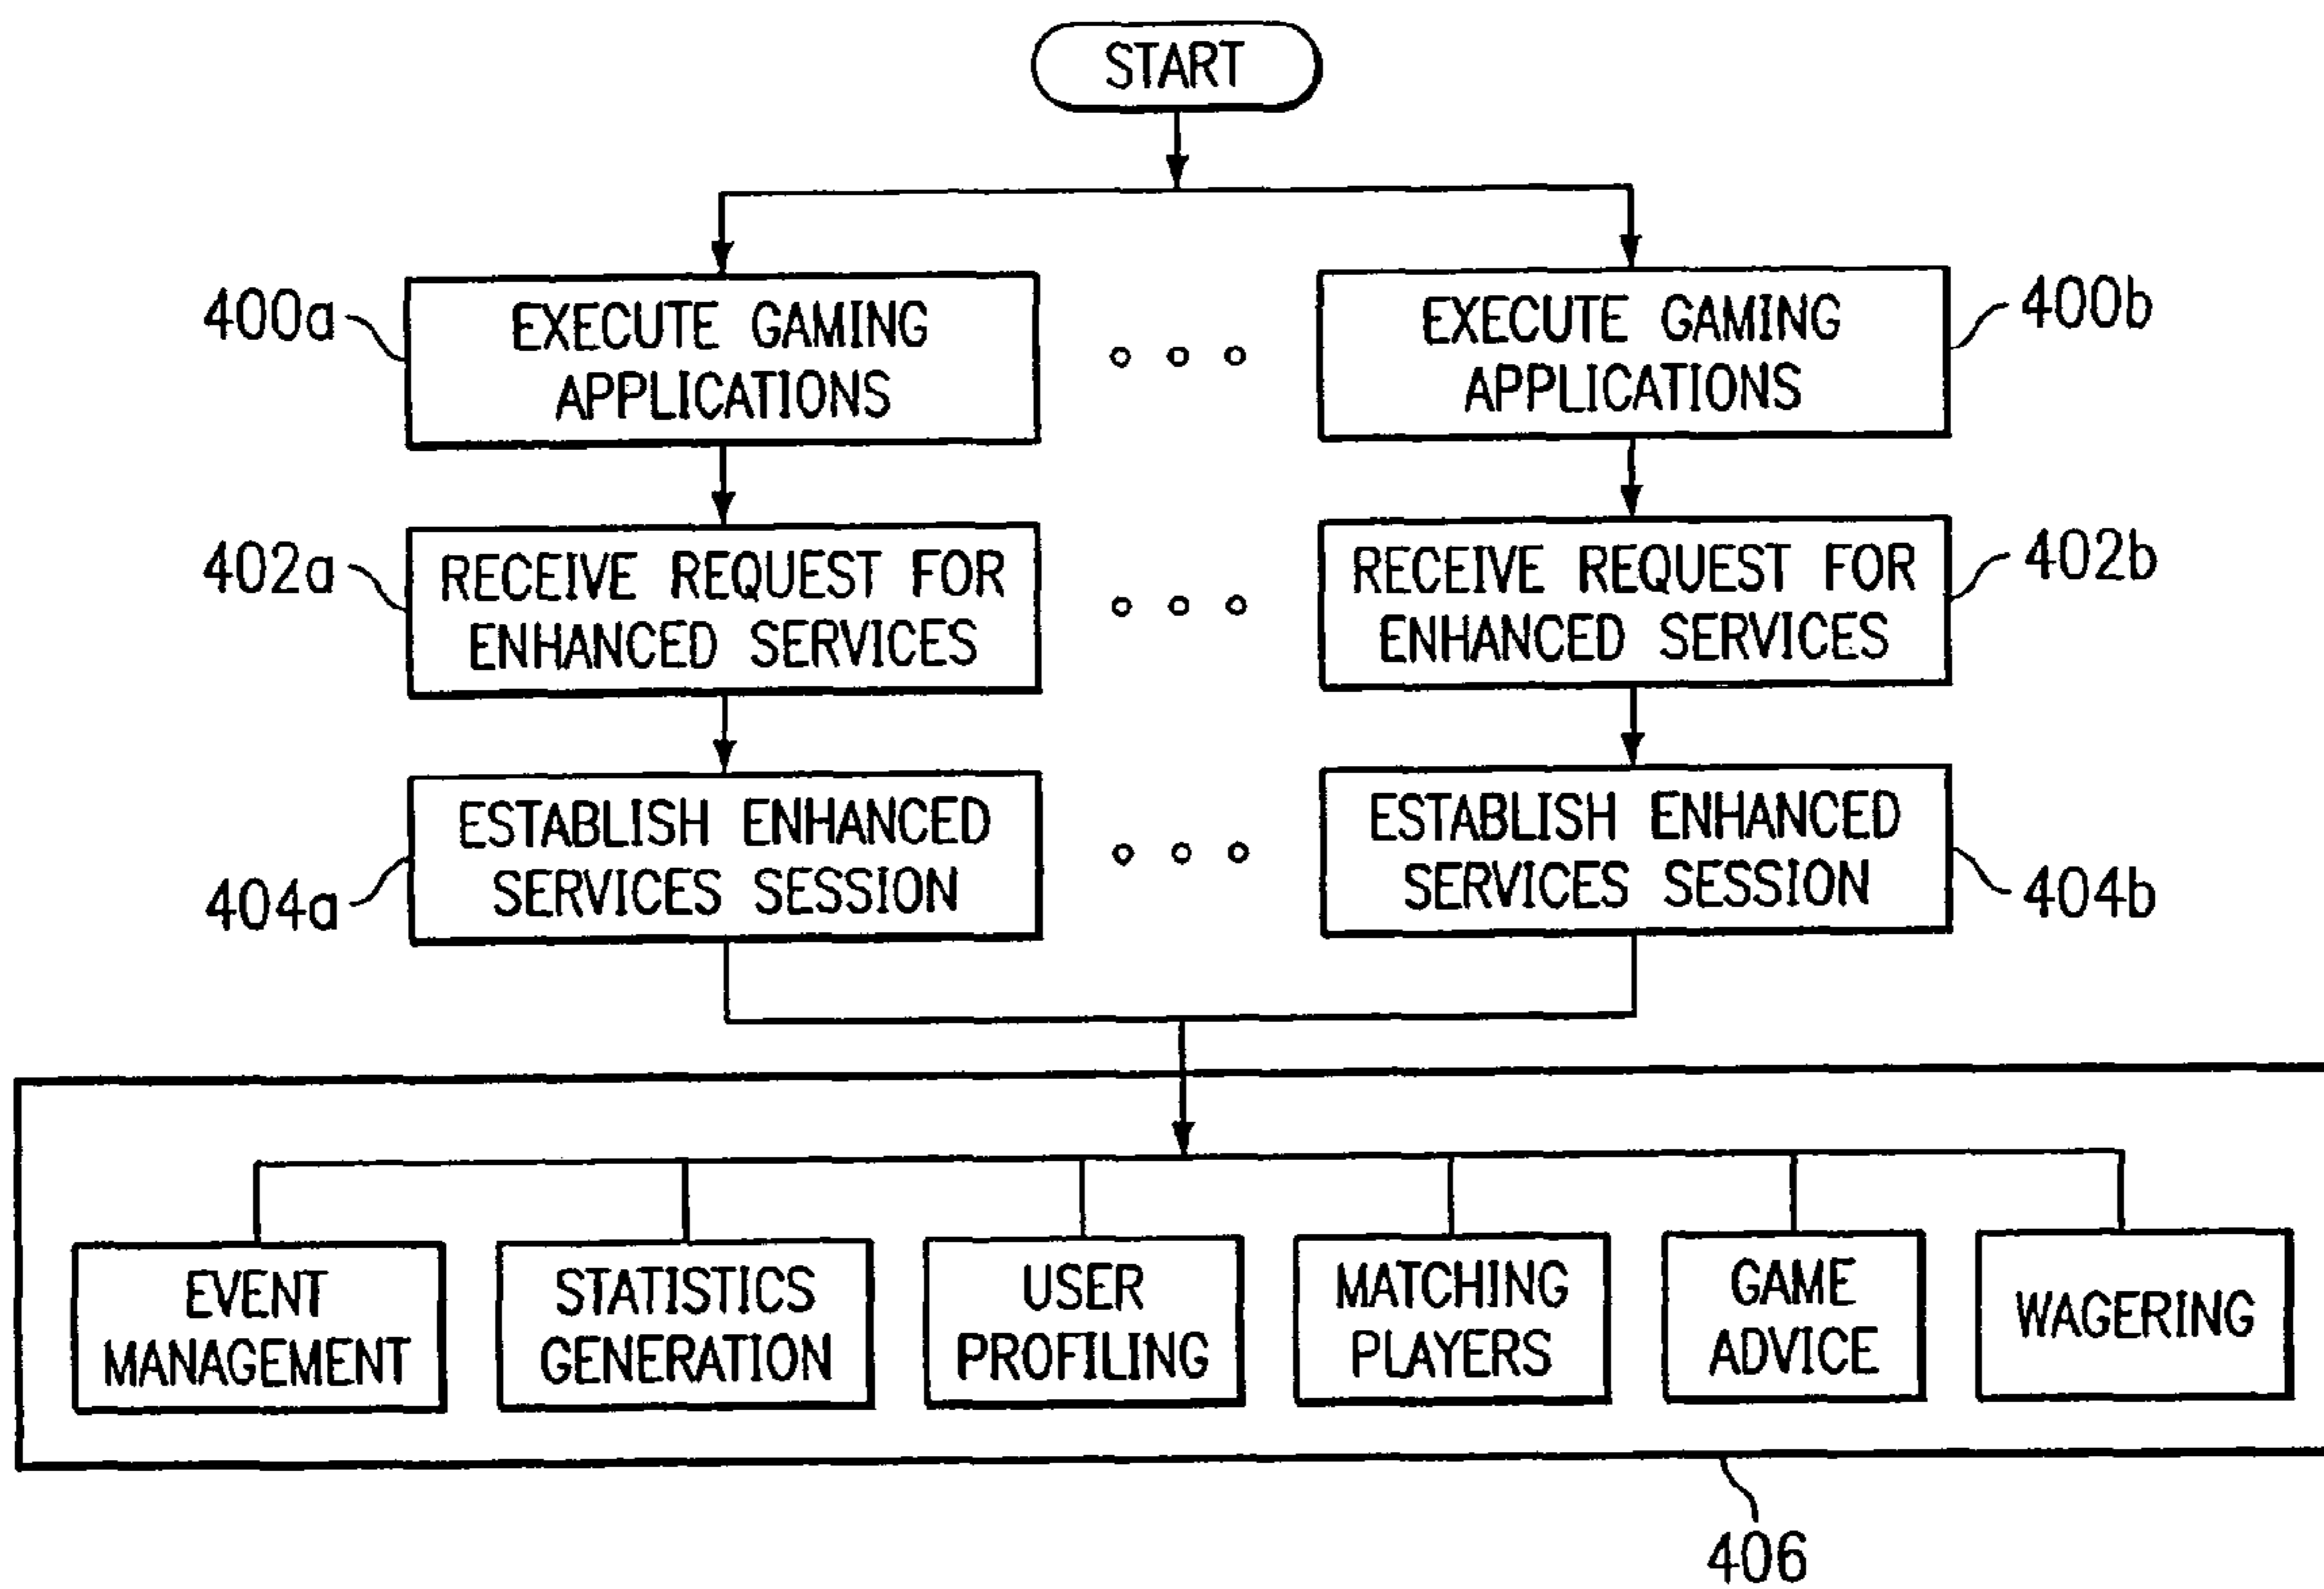 START
400a
EXECUTE GAMING
APPLICATIONS
EXECUTE GAMING
APPLICATIONS
400b
402a
RECEIVE REQUEST FOR
ENHANCED SERVICES
RECEIVE REQUEST FOR
ENHANCED SERVICES
402b
404a
ESTABLISH ENHANCED
SERVICES SESSION
ESTABLISH ENHANCED
SERVICES SESSION
404b
EVENT
MANAGEMENT
STATISTICS
GENERATION
USER
PROFILING
MATCHING
PLAYERS
GAME
ADVICE
WAGERING
406